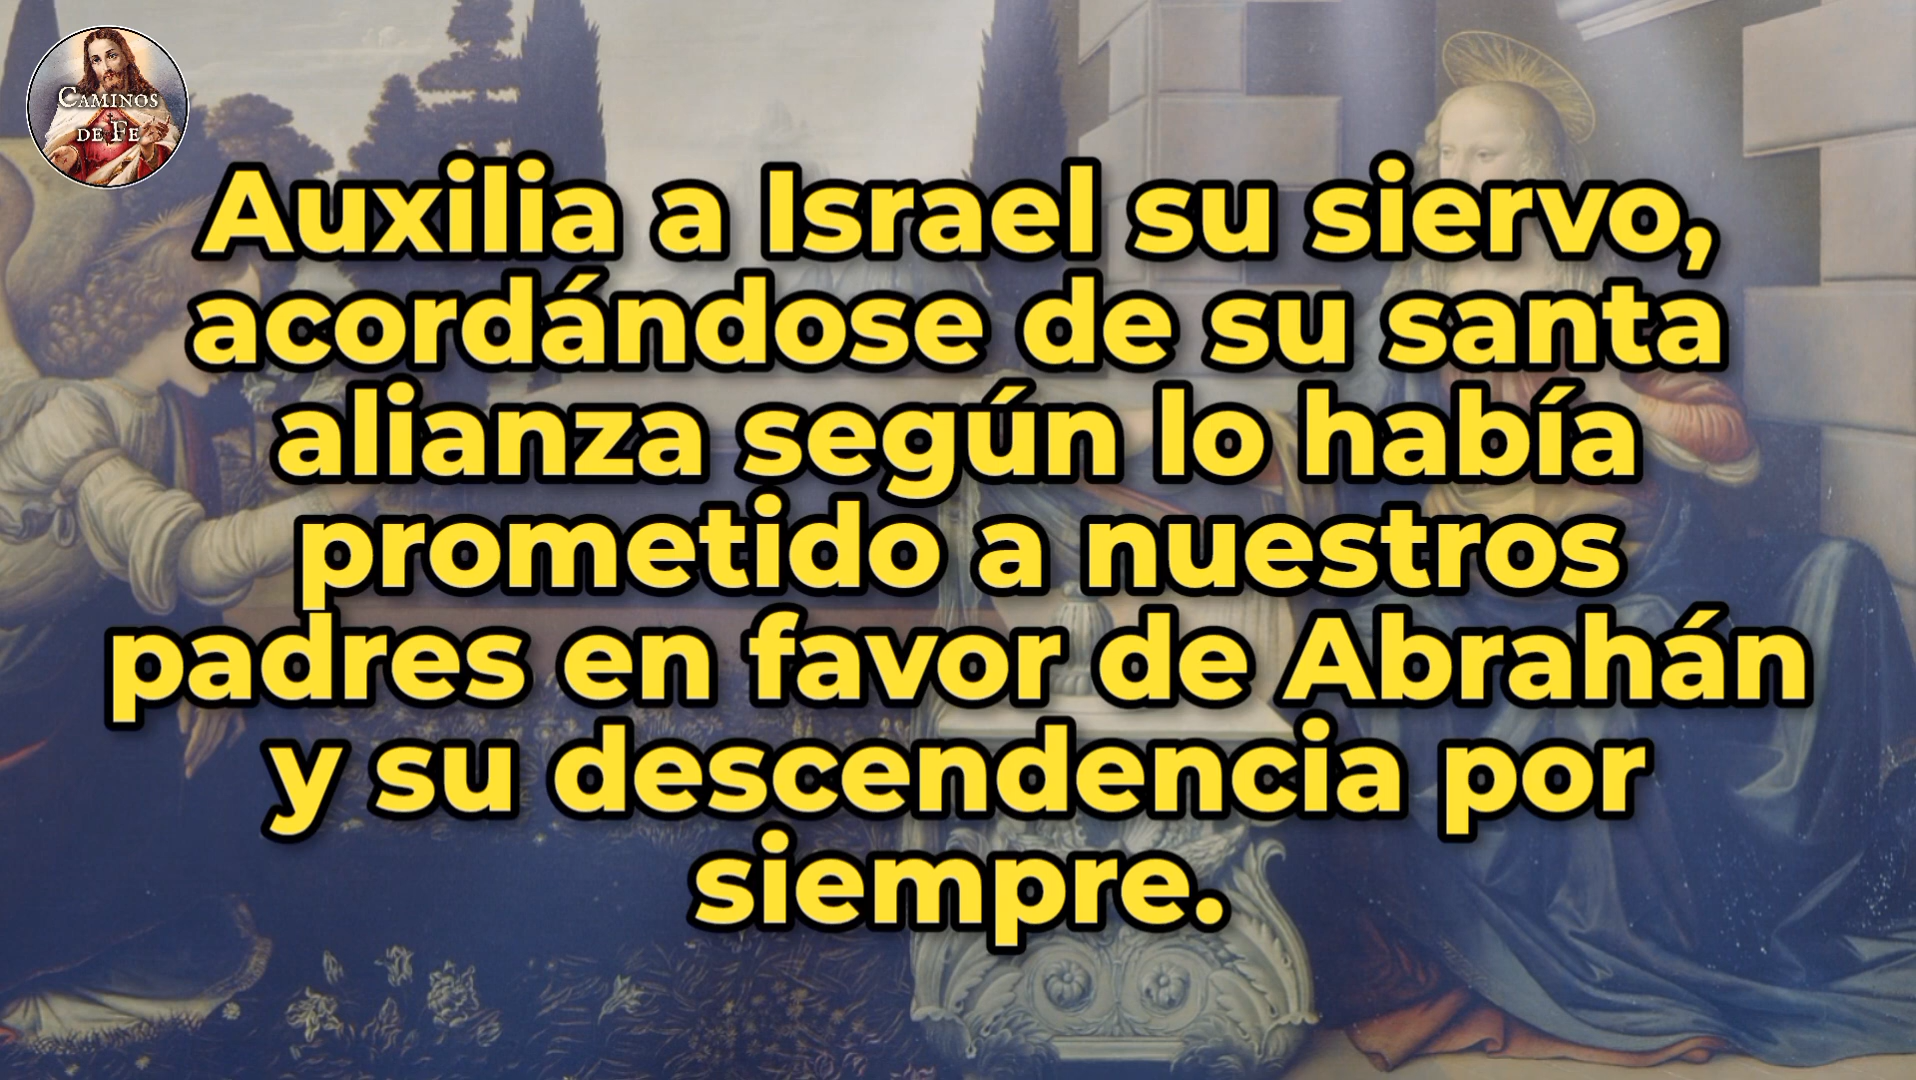 CAMINOS
DE FE
Auxilia a Israel su siervo,
acordándose de su santa
alianza según lo había
prometido a nuestros
padres en favor de Abrahán
y su descendencia por
siempre.